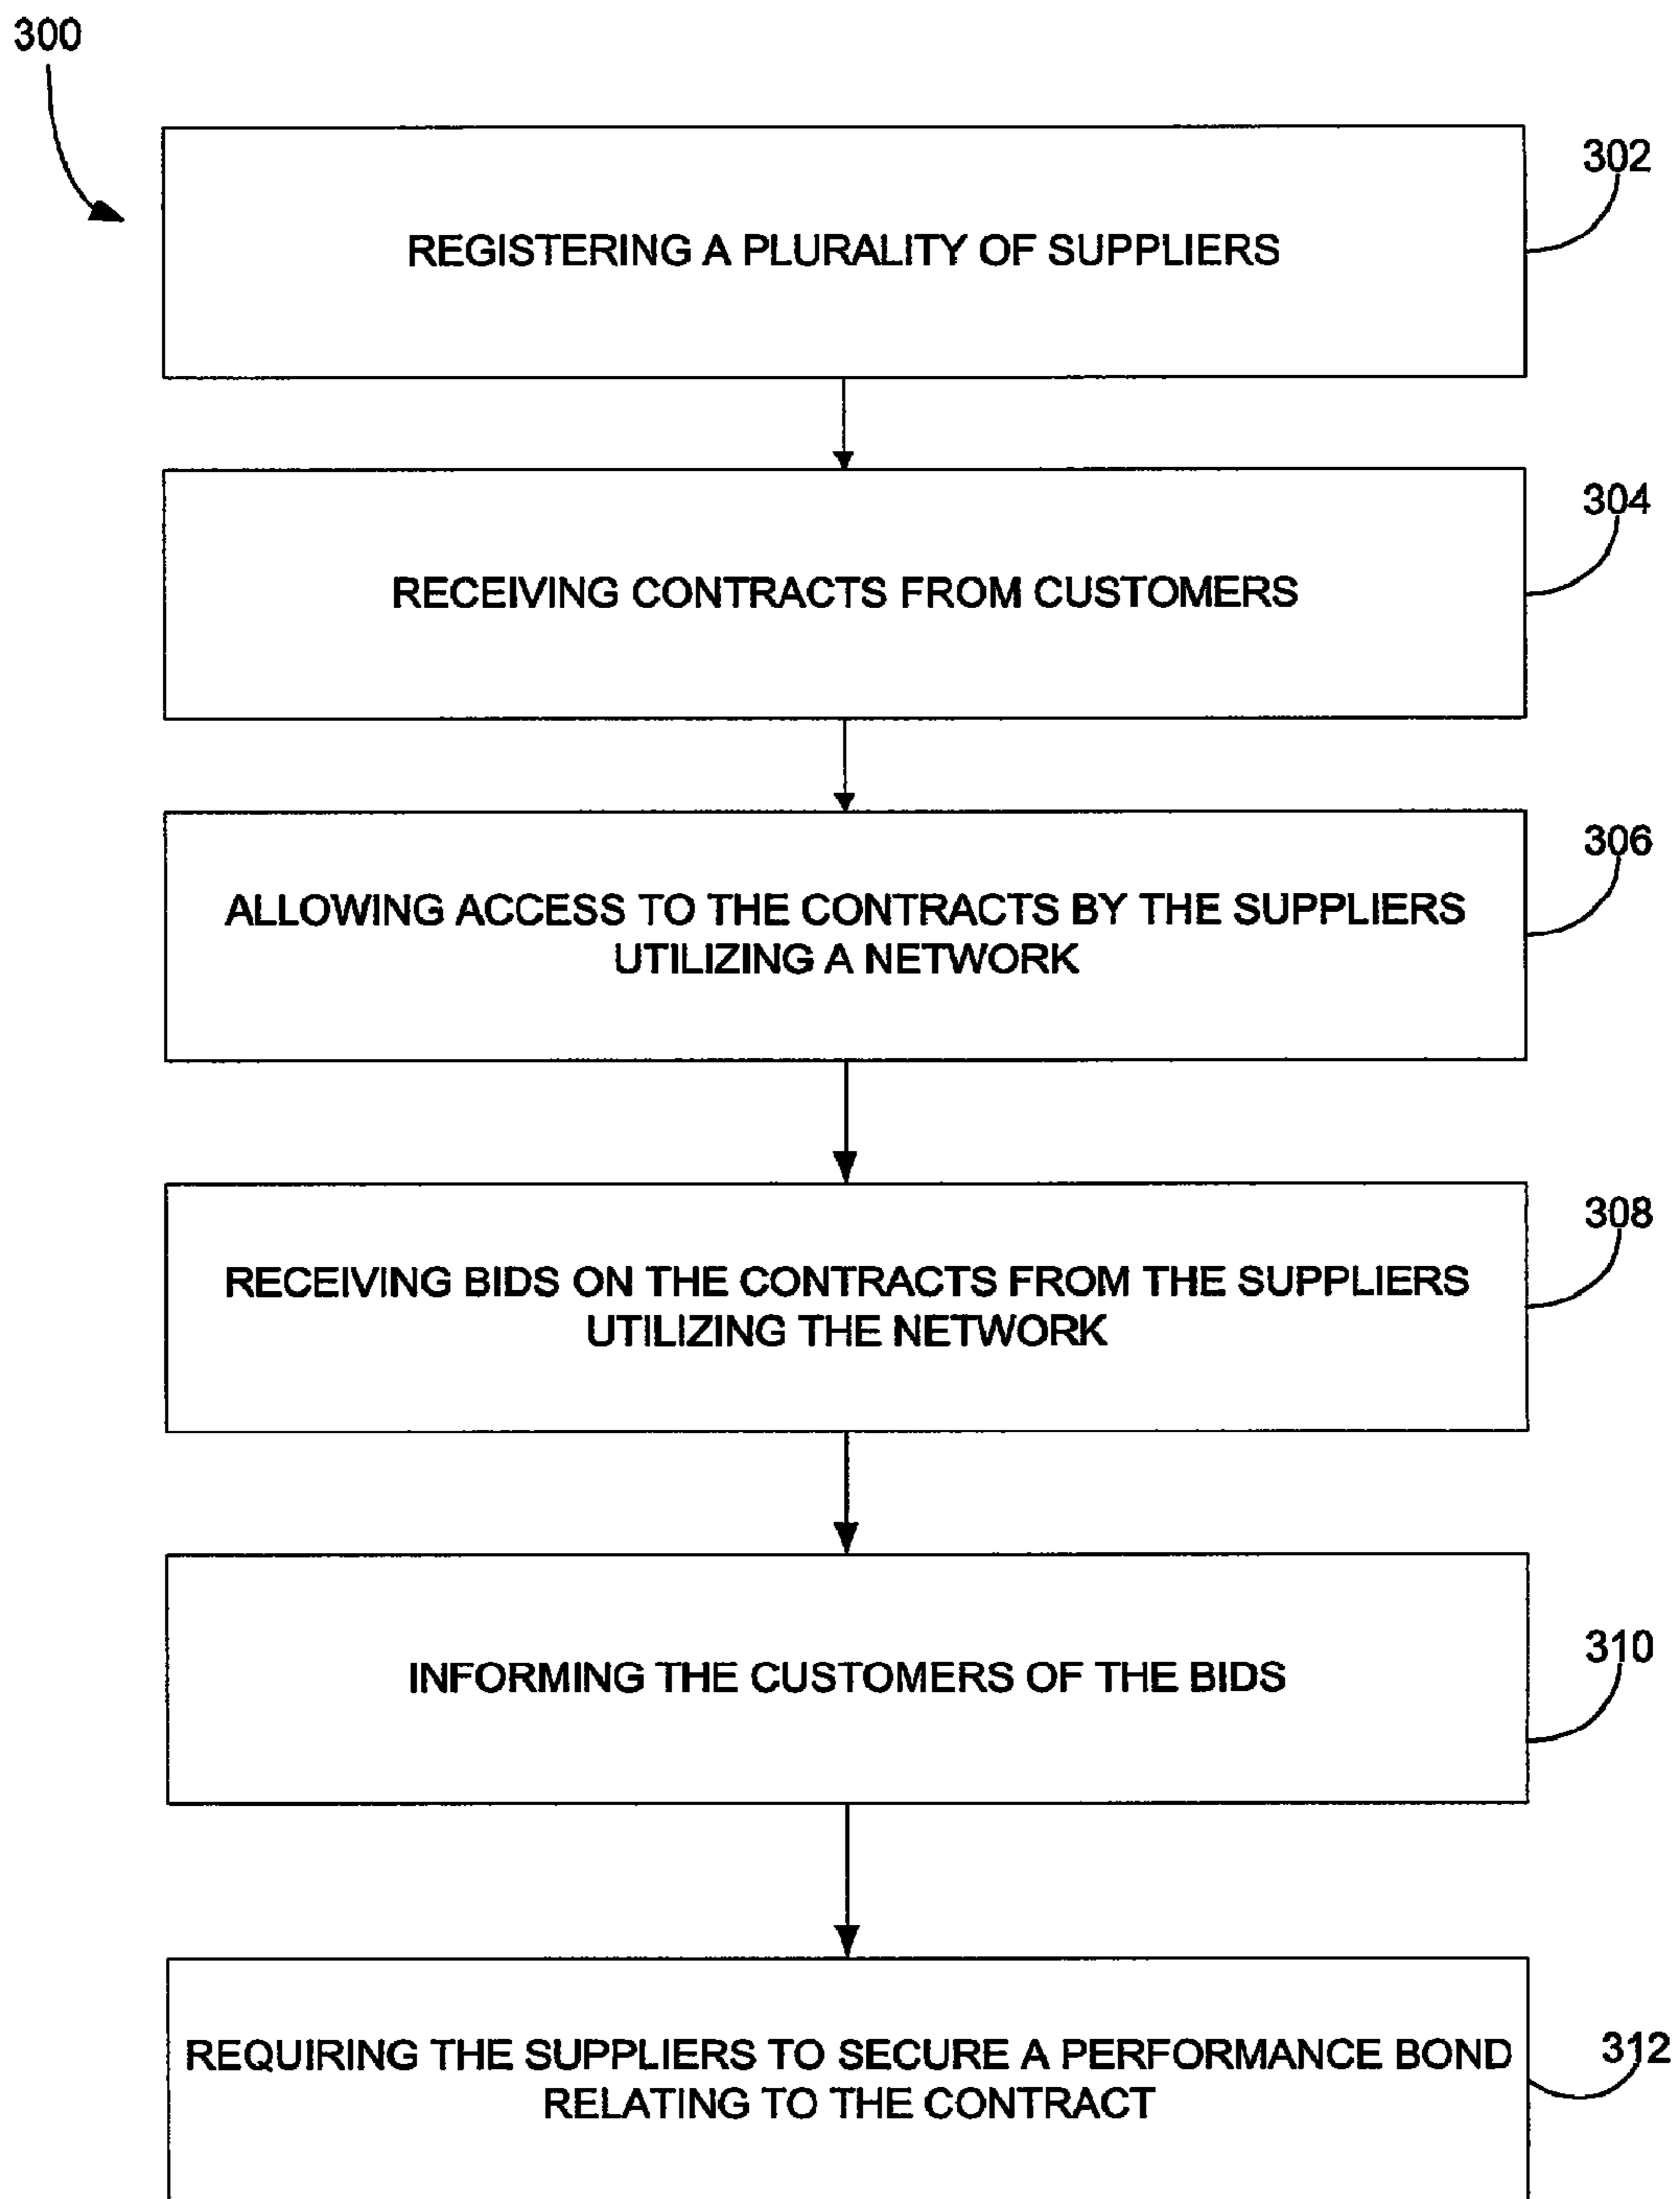 300
302
REGISTERING A PLURALITY OF SUPPLIERS
304
RECEIVING CONTRACTS FROM CUSTOMERS
306
ALLOWING ACCESS TO THE CONTRACTS BY THE SUPPLIERS
UTILIZING A NETWORK
308
RECEIVING BIDS ON THE CONTRACTS FROM THE SUPPLIERS
UTILIZING THE NETWORK
310
INFORMING THE CUSTOMERS OF THE BIDS
312
REQUIRING THE SUPPLIERS TO SECURE A PERFORMANCE BOND
RELATING TO THE CONTRACT